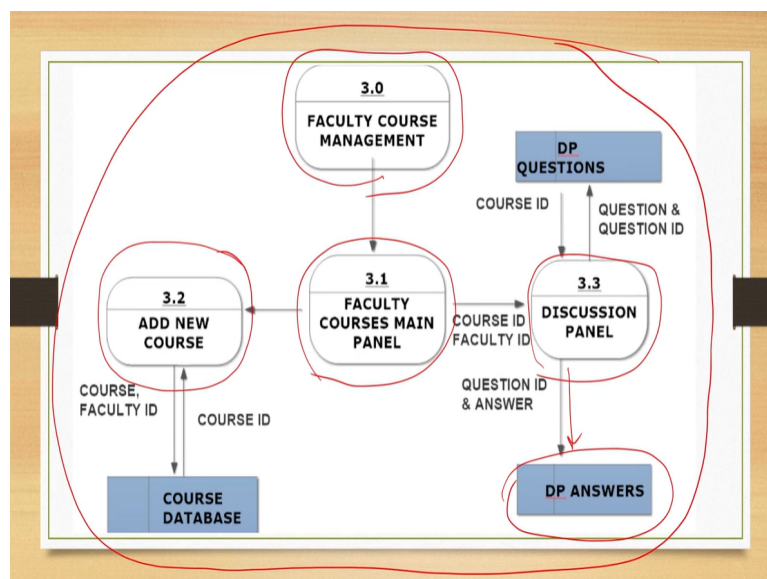 3.0
FACULTY COURSE
MANAGEMENT
DP
QUESTIONS
COURSE ID
QUESTION &
QUESTION ID
3.2
ADD NEW
COURSE
3.1
FACULTY
COURSES MAIN
PANEL
COURSE ID
FACULTY ID
3.3
DISCUSSION
PANEL
COURSE,
FACULTY ID
COURSE ID
QUESTION ID
& ANSWER
COURSE
DATABASE
DP ANSWERS